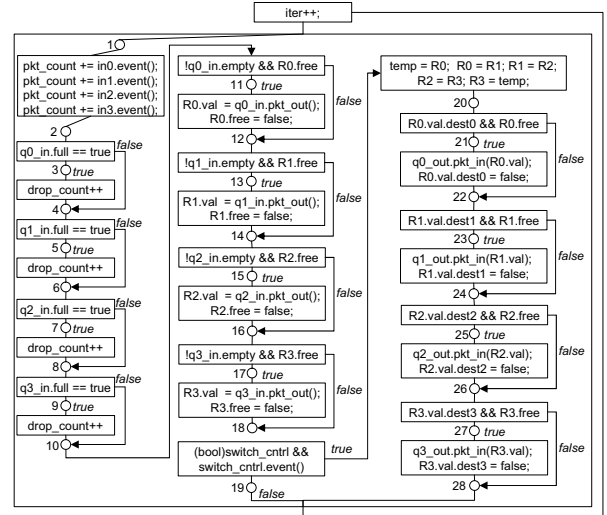 iter++;
1
pkt_count += in0.event();
pkt_count += in1.event();
pkt_count += in2.event();
pkt_count += in3.event();
2
q0_in.full == true
false
3 true
drop_count++
4
q1_in.full == true
false
5 true
drop_count++
6
q2_in.full == true
false
7 true
drop_count++
8
q3_in.full == true
false
9 true
drop_count++
10
!q0_in.empty && R0.free
11 true
false
R0.val = q0_in.pkt_out();
R0.free = false;
12
!q1_in.empty && R1.free
13 true
false
R1.val = q1_in.pkt_out();
R1.free = false;
14
!q2_in.empty && R2.free
15 true
false
R2.val = q2_in.pkt_out();
R2.free = false;
16
!q3_in.empty && R3.free
17 true
false
R3.val = q3_in.pkt_out();
R3.free = false;
18
(bool)switch_cntrl &&
switch_cntrl.event()
true
19 false
temp = R0; R0 = R1; R1 = R2;
R2 = R3; R3 = temp;
20
R0.val.dest0 && R0.free
21 true
false
q0_out.pkt_in(R0.val);
R0.val.dest0 = false;
22
R1.val.dest1 && R1.free
23 true
false
q1_out.pkt_in(R1.val);
R1.val.dest1 = false;
24
R2.val.dest2 && R2.free
25 true
false
q2_out.pkt_in(R2.val);
R2.val.dest2 = false;
26
R3.val.dest3 && R3.free
27 true
false
q3_out.pkt_in(R3.val);
R3.val.dest3 = false;
28